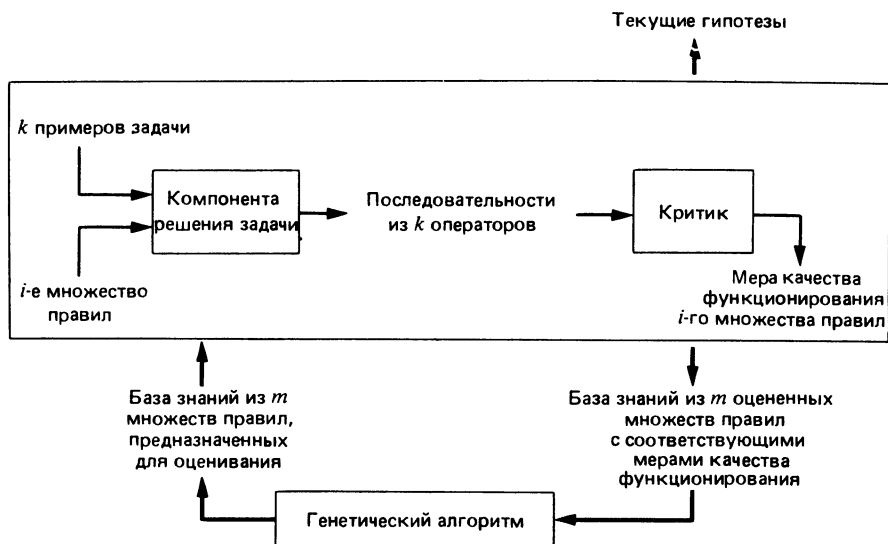 Текущие гипотезы
k примеров задачи
Компонента
решения задачи
Последовательности
из k операторов
Критик
i-е множество
правил
Мера качества
функционирования
i-го множества правил
База знаний из m
множеств правил,
предназначенных
для оценивания
База знаний из m оцененных
множеств правил
с соответствующими
мерами качества
функционирования
Генетический алгоритм